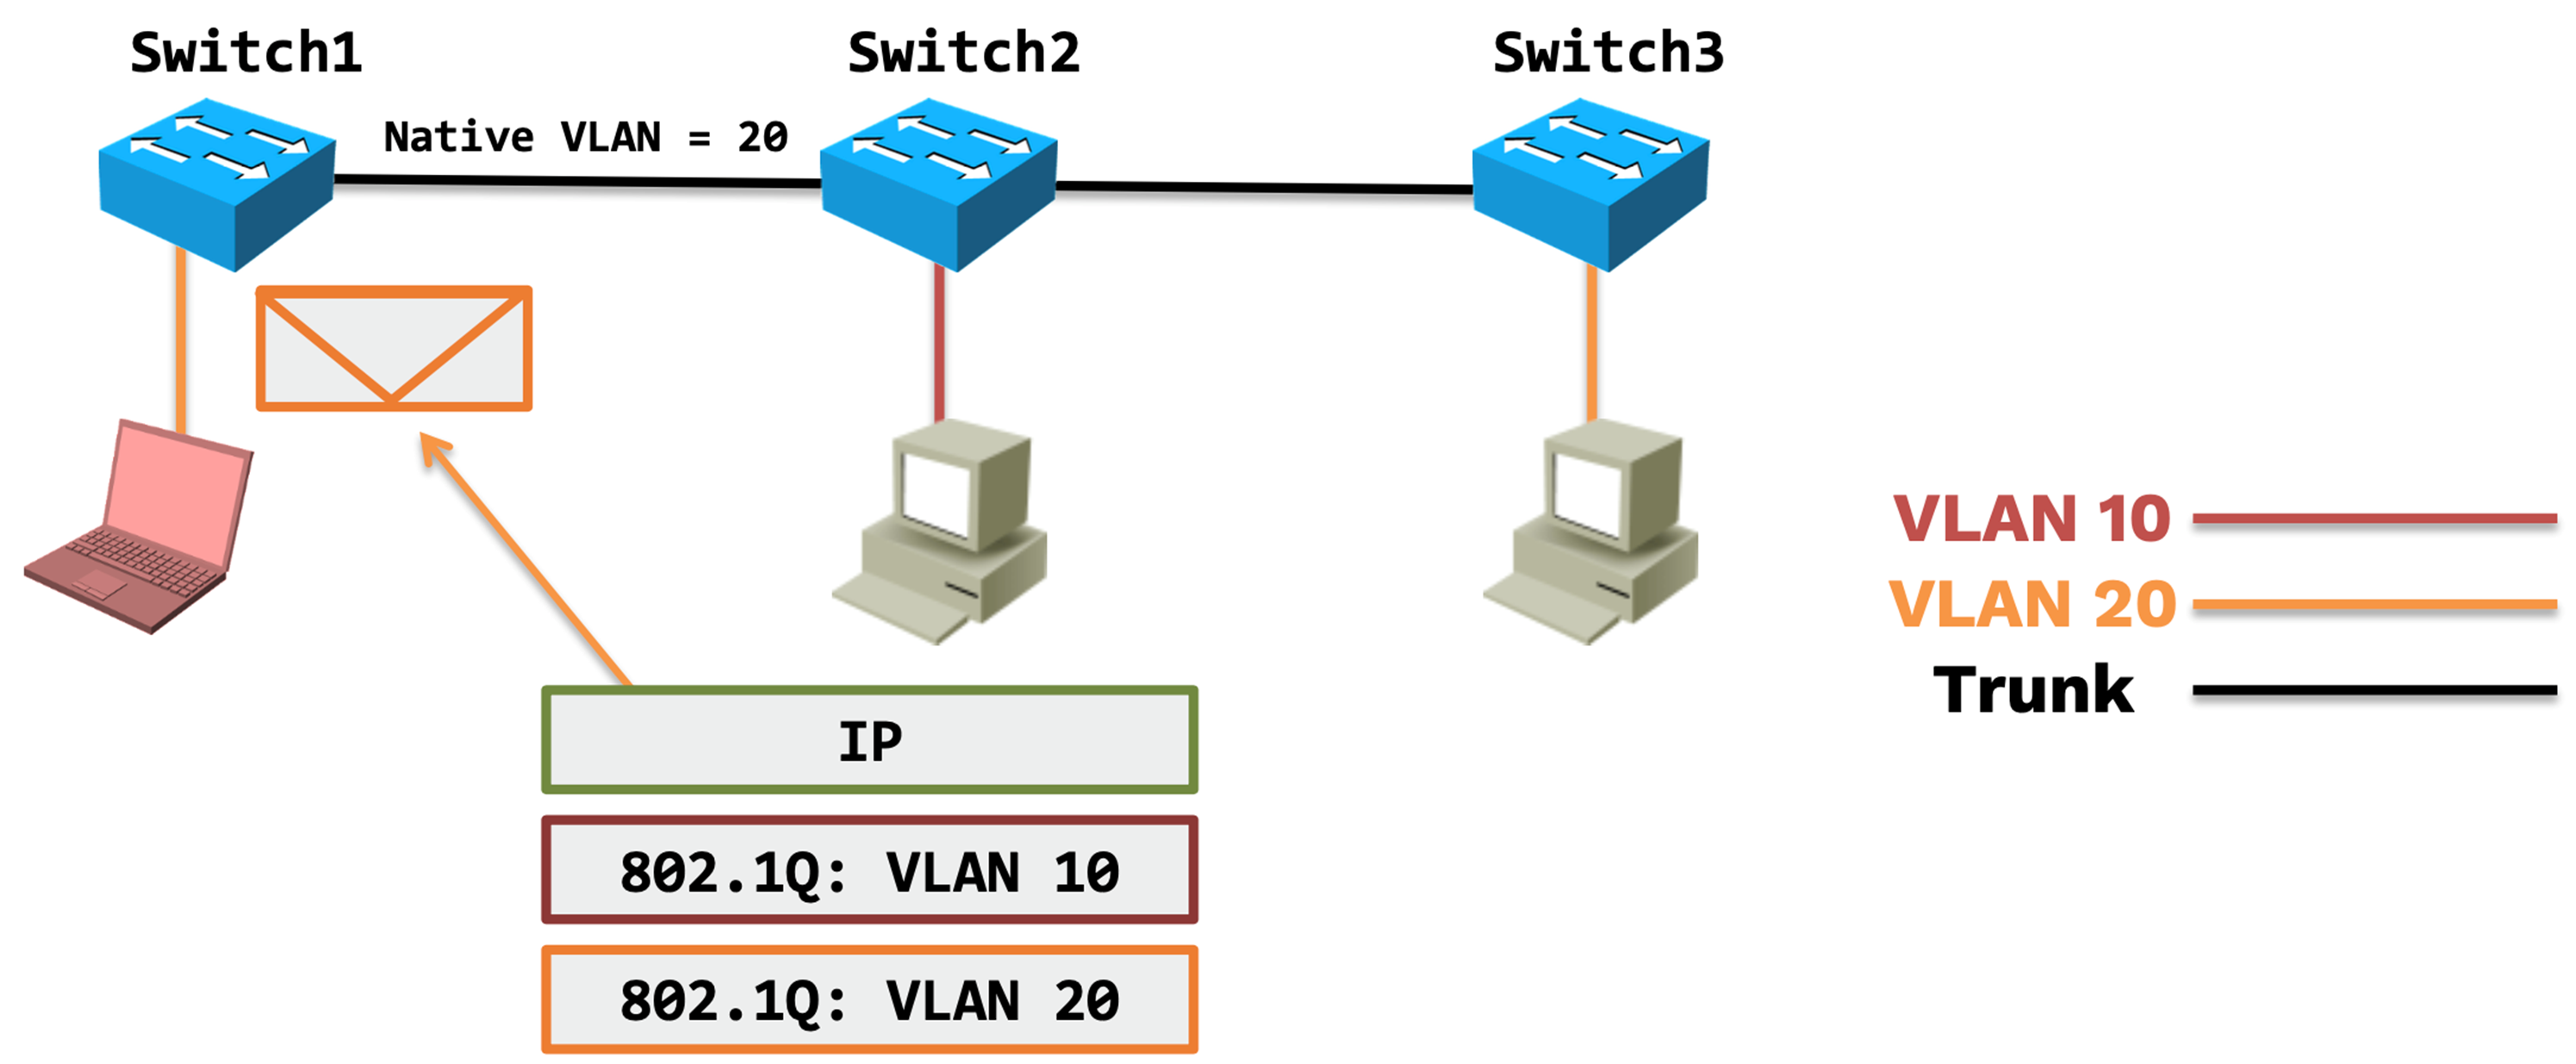 Switch1
Switch2
Switch3
Native VLAN = 20
VLAN 10
VLAN 20
Trunk
IP
802.1Q: VLAN 10
802.1Q: VLAN 20